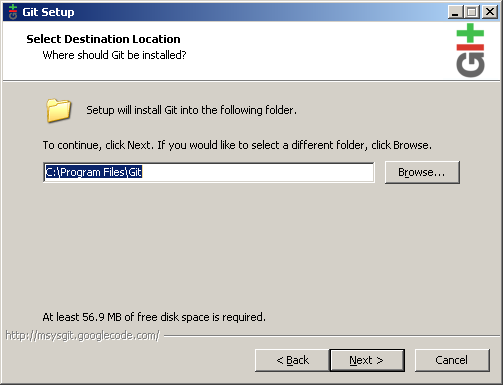 Git Setup
Select Destination Location
Where should Git be installed?
Git
Setup will install Git into the following folder.
To continue, click Next. If you would like to select a different folder, click Browse.
C:\Program Files\Git
Browse...
At least 56.9 MB of free disk space is required.
http://msysgit.googlecode.com/
< Back
Next >
Cancel